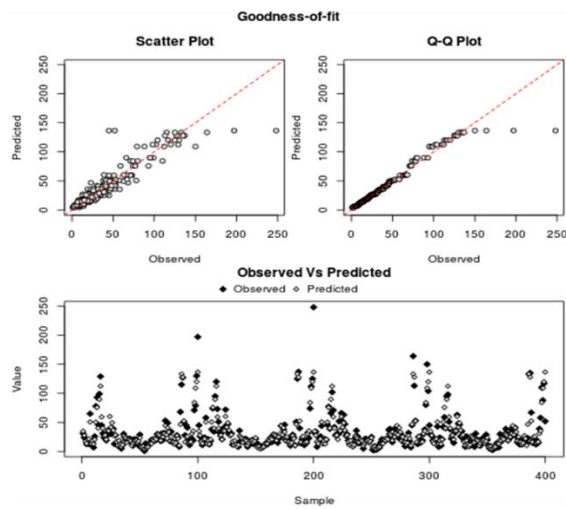 Goodness-of-fit
Scatter Plot
Q-Q Plot
Predicted
0 50 100 150 200 250
0 50 100 150 200 250
Observed
Predicted
0 50 100 150 200 250
0 50 100 150 200 250
Observed
Observed Vs Predicted
Observed Predicted
Value
0 50 100 150 200 250
0 100 200 300 400
Sample